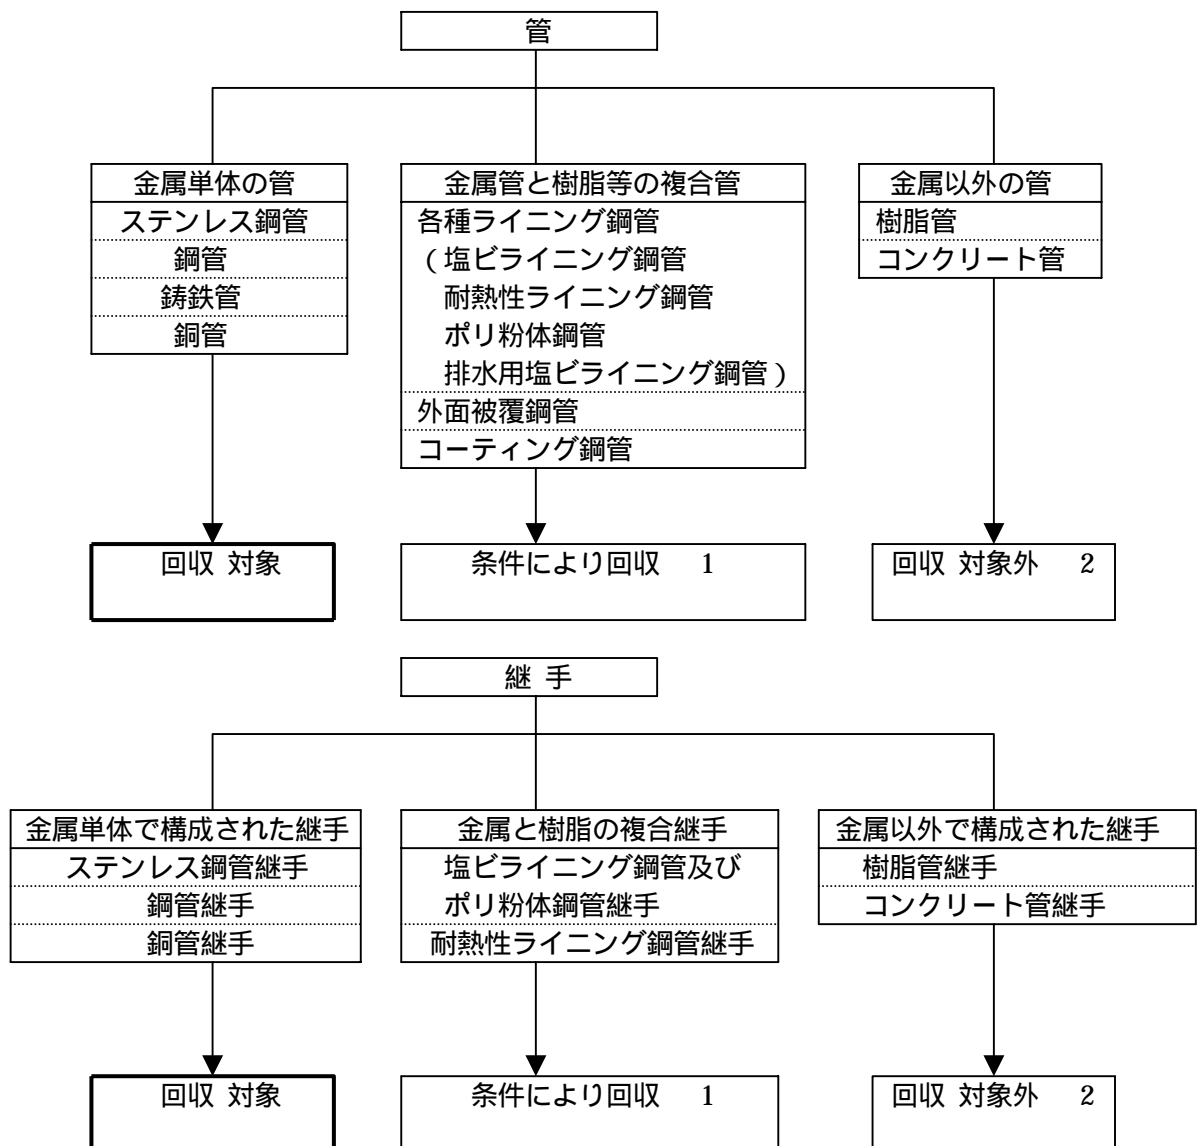 管
金属単体の管
ステンレス鋼管
鋼管
鋳鉄管
銅管
回収 対象
金属管と樹脂等の複合管
各種ライニング鋼管
(塩ビライニング鋼管
耐熱性ライニング鋼管
ポリ粉体鋼管
排水用塩ビライニング鋼管)
外面被覆鋼管
コーティング鋼管
条件により回収 1
金属以外の管
樹脂管
コンクリート管
回収 対象外 2
継 手
金属単体で構成された継手
ステンレス鋼管継手
鋼管継手
銅管継手
回収 対象
金属と樹脂の複合継手
塩ビライニング鋼管及び
ポリ粉体鋼管継手
耐熱性ライニング鋼管継手
条件により回収 1
金属以外で構成された継手
樹脂管継手
コンクリート管継手
回収 対象外 2